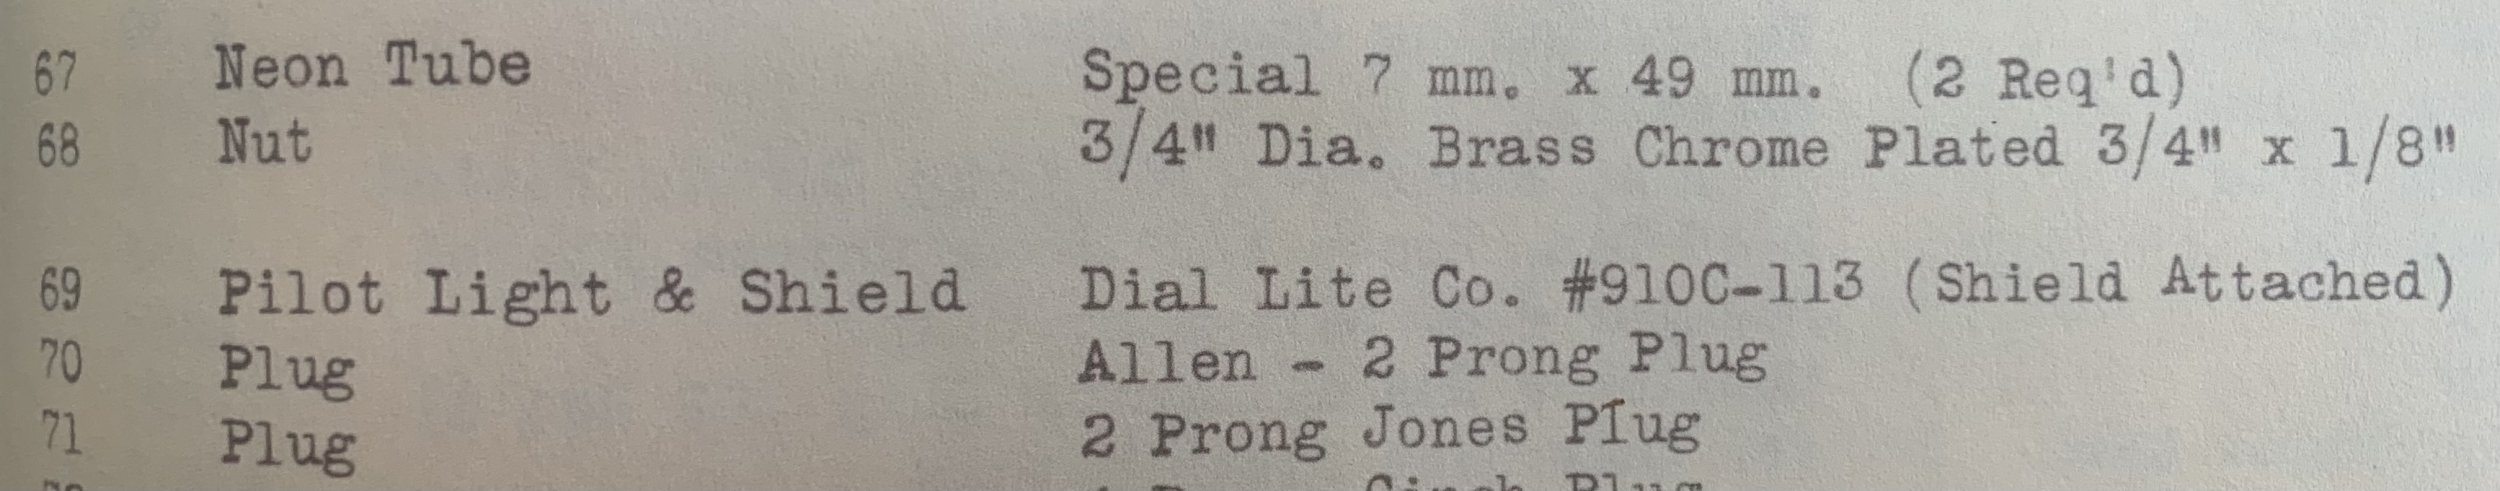 67 Neon Tube Special 7 mm. x 49 mm. (2 Req'd)
68 Nut 3/4" Dia. Brass Chrome Plated 3/4" x 1/8"
69 Pilot Light & Shield Dial Lite Co. #910C-113 (Shield Attached)
70 Plug Allen - 2 Prong Plug
71 Plug 2 Prong Jones Plug
Plug